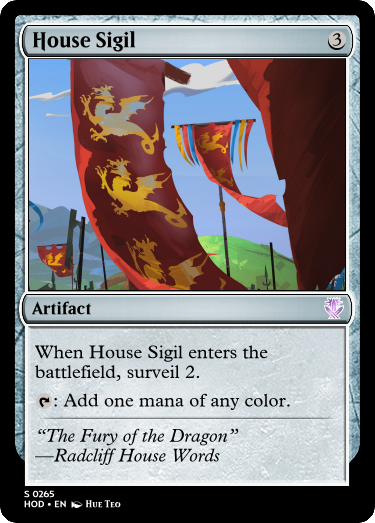 House Sigil 3
Artifact
When House Sigil enters the
battlefield, surveil 2.
: Add one mana of any color.
“The Fury of the Dragon”
—Radcliff House Words
S 0265
HOD • EN Hue Teo